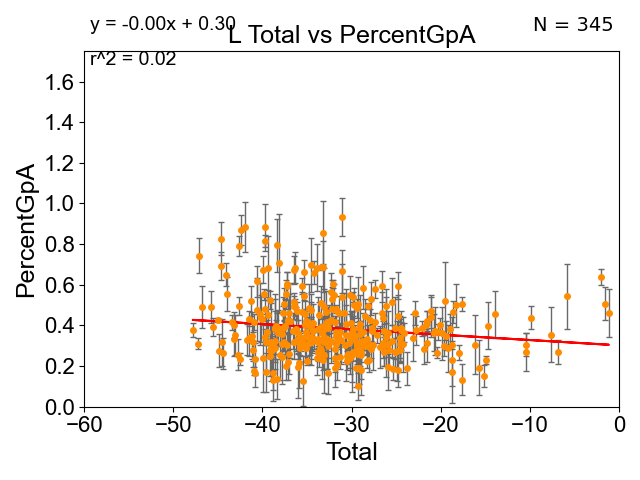 y = -0.00x + 0.30
N = 345
L Total vs PercentGpA
r^2 = 0.02
PercentGpA
1.6
1.4
1.2
1.0
0.8
0.6
0.4
0.2
0.0
−60 −50 −40 −30 −20 −10 0
Total